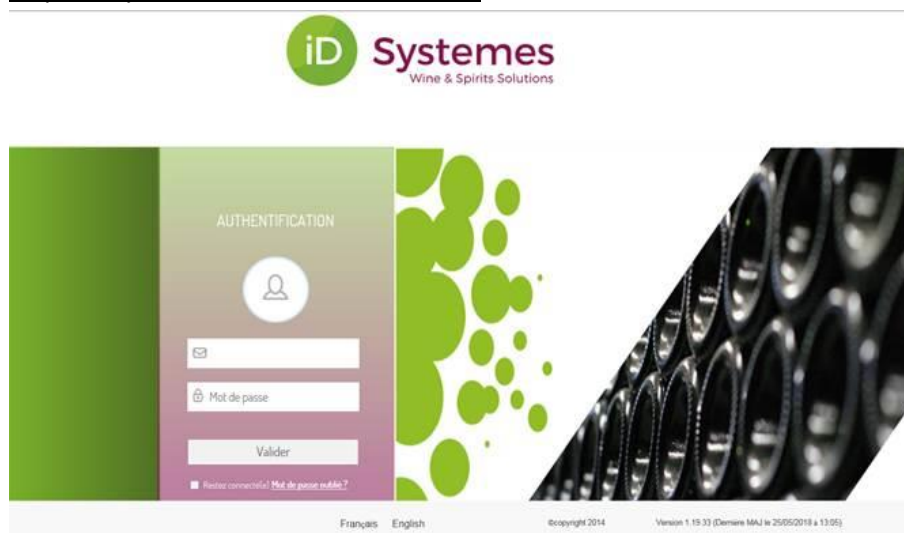 iD Systemes
Wine & Spirits Solutions
AUTHENTIFICATION
Mot de passe
Valider
Restez connecté(e) Mot de passe oublié ?
Français English ©copyright 2014 Version 1.19.33 (Dernière MAJ le 25/05/2018 à 13:05)